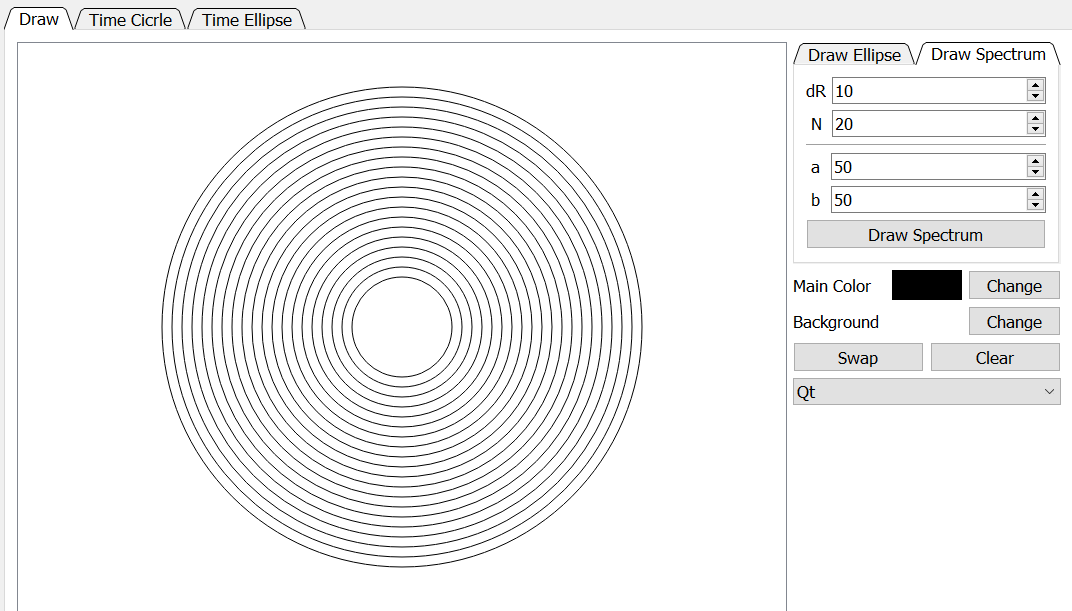 Draw Time Cicrle Time Ellipse
Draw Ellipse Draw Spectrum
dR 10
N 20
a 50
b 50
Draw Spectrum
Main Color Change
Background Change
Swap Clear
Qt